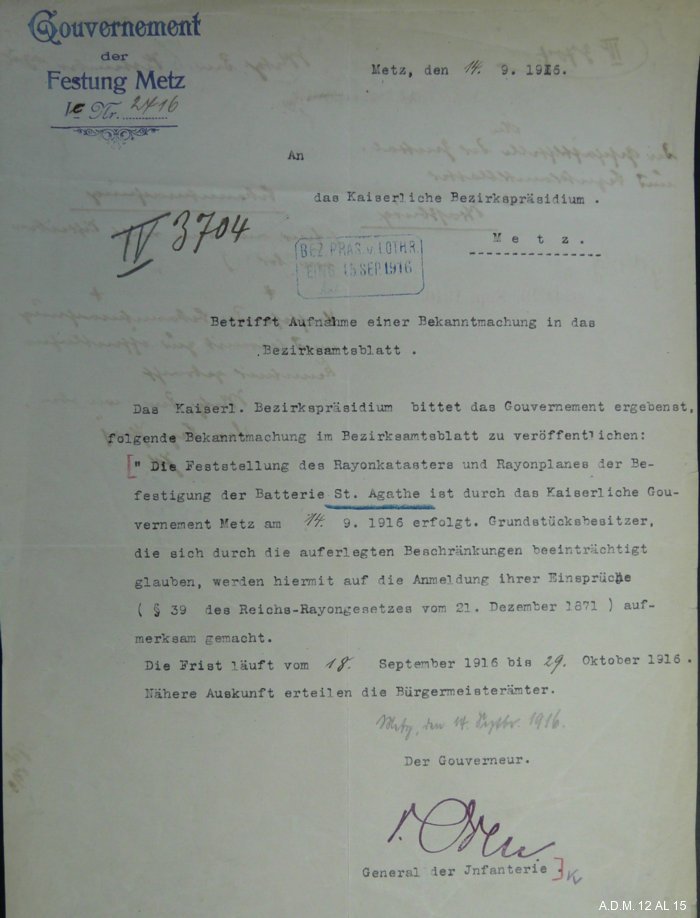 Gouvernement
der
Festung Metz
Nr. 2416
Metz, den 14. 9. 1916.
An
das Kaiserliche Bezirkspräsidium .
Metz.
IV 3704
BEZ. PRÄS. v. LOTHR.
EING. 15. SEP. 1916
Betrifft Aufnahme einer Bekanntmachung in das
Bezirksamtsblatt .
Das Kaiserl. Bezirkspräsidium bittet das Gouvernement ergebenst,
folgende Bekanntmachung im Bezirksamtsblatt zu veröffentlichen:
[" Die Feststellung des Rayonkatasters und Rayonplanes der Be-
festigung der Batterie St. Agathe ist durch das Kaiserliche Gou-
vernement Metz am 14. 9. 1916 erfolgt. Grundstücksbesitzer,
die sich durch die auferlegten Beschränkungen beeinträchtigt
glauben, werden hiermit auf die Anmeldung ihrer Einsprüche
( § 39 des Reichs-Rayongesetzes vom 21. Dezember 1871 ) auf-
merksam gemacht.
Die Frist läuft vom 18. September 1916 bis 29. Oktober 1916 .
Nähere Auskunft erteilen die Bürgermeisterämter.
Metz, den 14. Septbr. 1916.
Der Gouverneur.
v. Oven
General der Jnfanterie .]
A.D.M. 12 AL 15